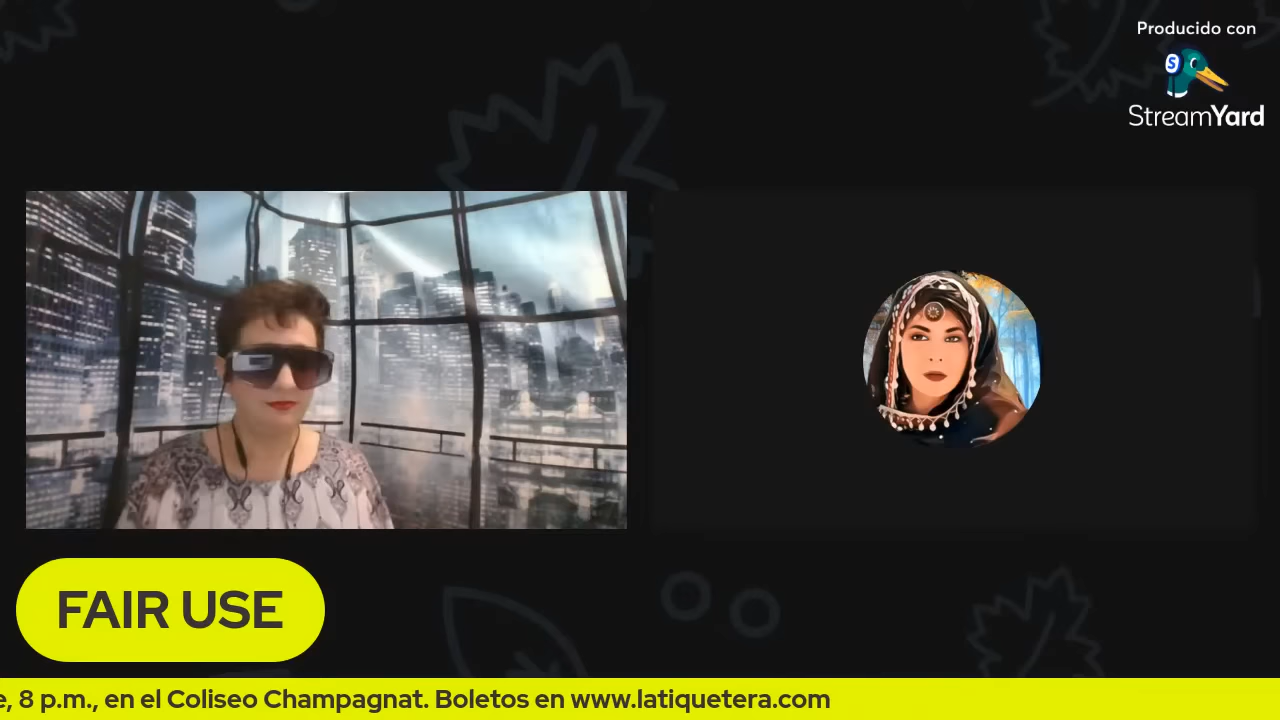 Producido con
S
StreamYard
FAIR USE
, 8 p.m., en el Coliseo Champagnat. Boletos en www.latiquetera.com